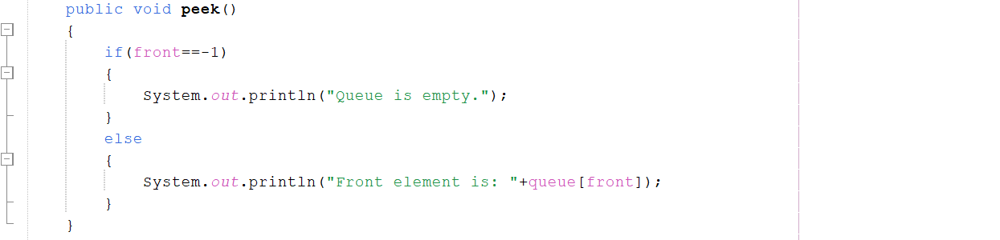 public void peek()
{
if(front==-1)
{
System.out.println("Queue is empty.");
}
else
{
System.out.println("Front element is: "+queue[front]);
}
}